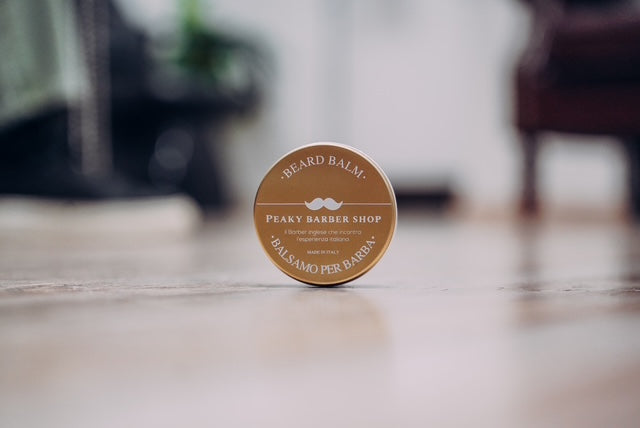 ·BEARD BALM·
PEAKY BARBER SHOP
il Barber inglese che incontra
l'esperienza italiana
MADE IN ITALY
·BALSAMO PER BARBA·